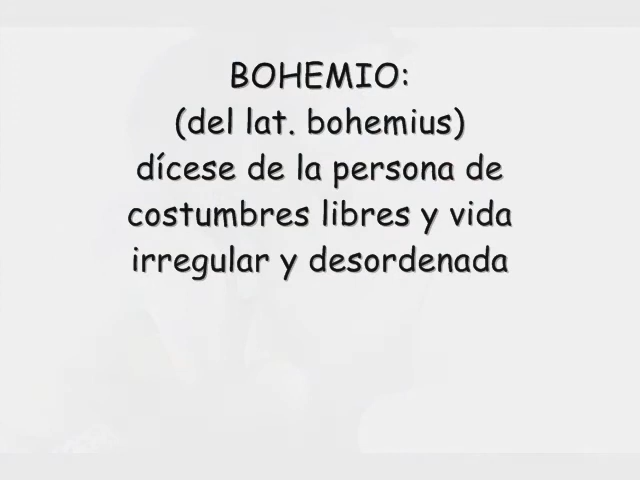 BOHEMIO:
(del lat. bohemius)
dícese de la persona de
costumbres libres y vida
irregular y desordenada